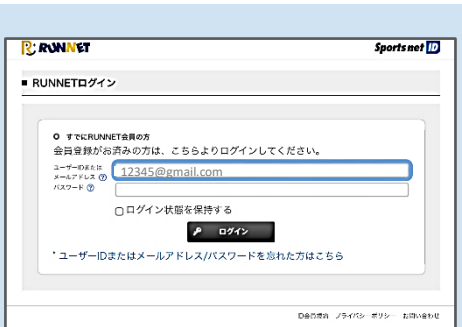 RUNNET
Sportsnet ID
■ RUNNETログイン
すでにRUNNET会員の方
会員登録がお済みの方は、こちらよりログインしてください。
ユーザーIDまたは
メールアドレス ?
12345@gmail.com
パスワード ?
ログイン状態を保持する
ログイン
* ユーザーIDまたはメールアドレス/パスワードを忘れた方はこちら
ID会員規約 プライバシーポリシー お問い合わせ